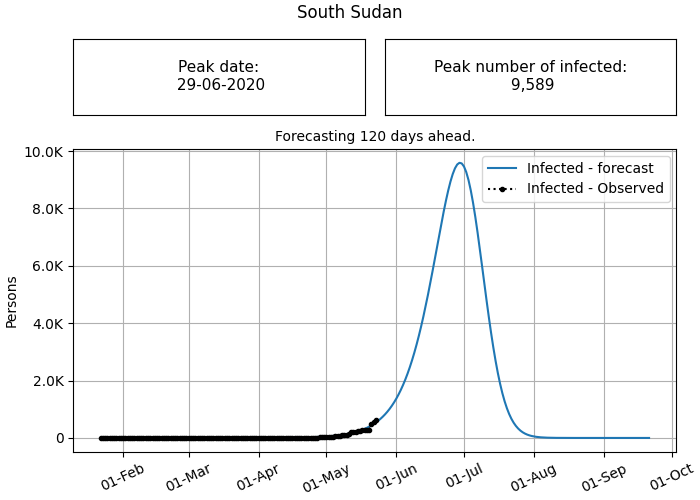 South Sudan
Peak date:
29-06-2020
Peak number of infected:
9,589
Forecasting 120 days ahead.
Infected - forecast
Infected - Observed
Persons
10.0K
8.0K
6.0K
4.0K
2.0K
0
01-Feb
01-Mar
01-Apr
01-May
01-Jun
01-Jul
01-Aug
01-Sep
01-Oct